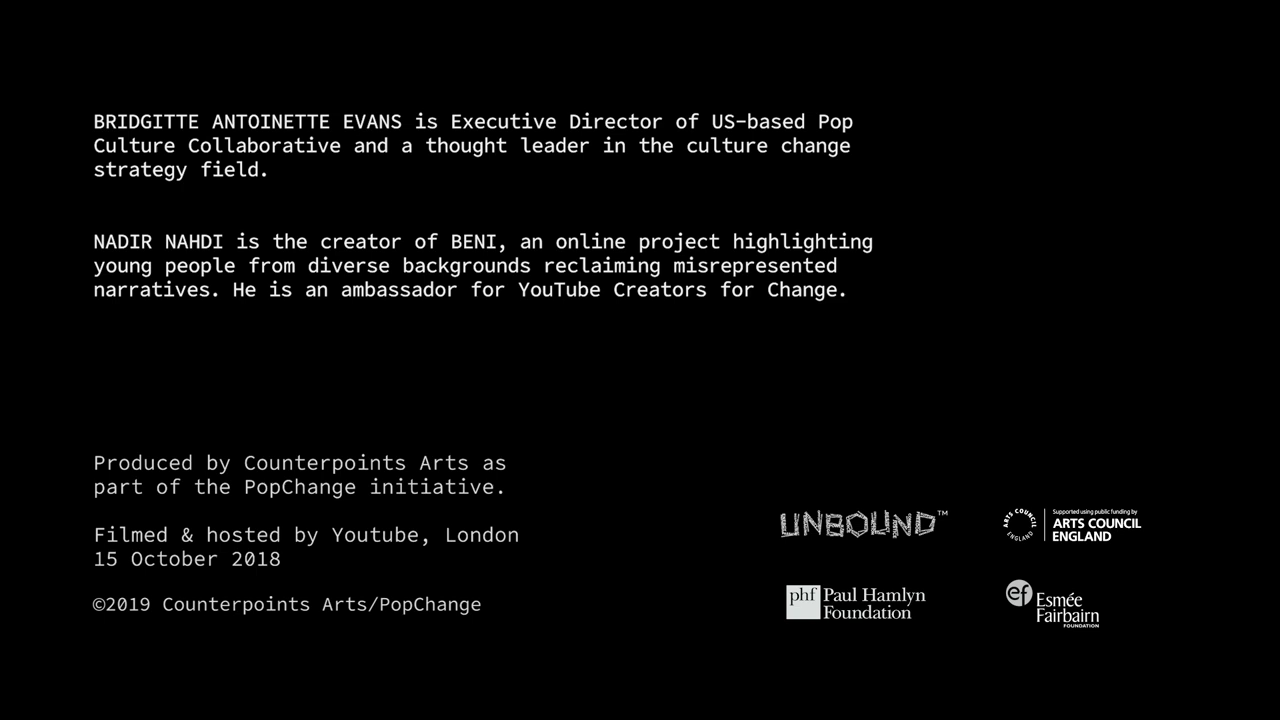 BRIDGITTE ANTOINETTE EVANS is Executive Director of US-based Pop
Culture Collaborative and a thought leader in the culture change
strategy field.
NADIR NAHDI is the creator of BENI, an online project highlighting
young people from diverse backgrounds reclaiming misrepresented
narratives. He is an ambassador for YouTube Creators for Change.
Produced by Counterpoints Arts as
part of the PopChange initiative.
Filmed & hosted by Youtube, London
15 October 2018
©2019 Counterpoints Arts/PopChange
UNBOUND™
ARTS COUNCIL ENGLAND
Supported using public funding by
ARTS COUNCIL
ENGLAND
phf Paul Hamlyn
Foundation
ef Esmée
Fairbairn
FOUNDATION